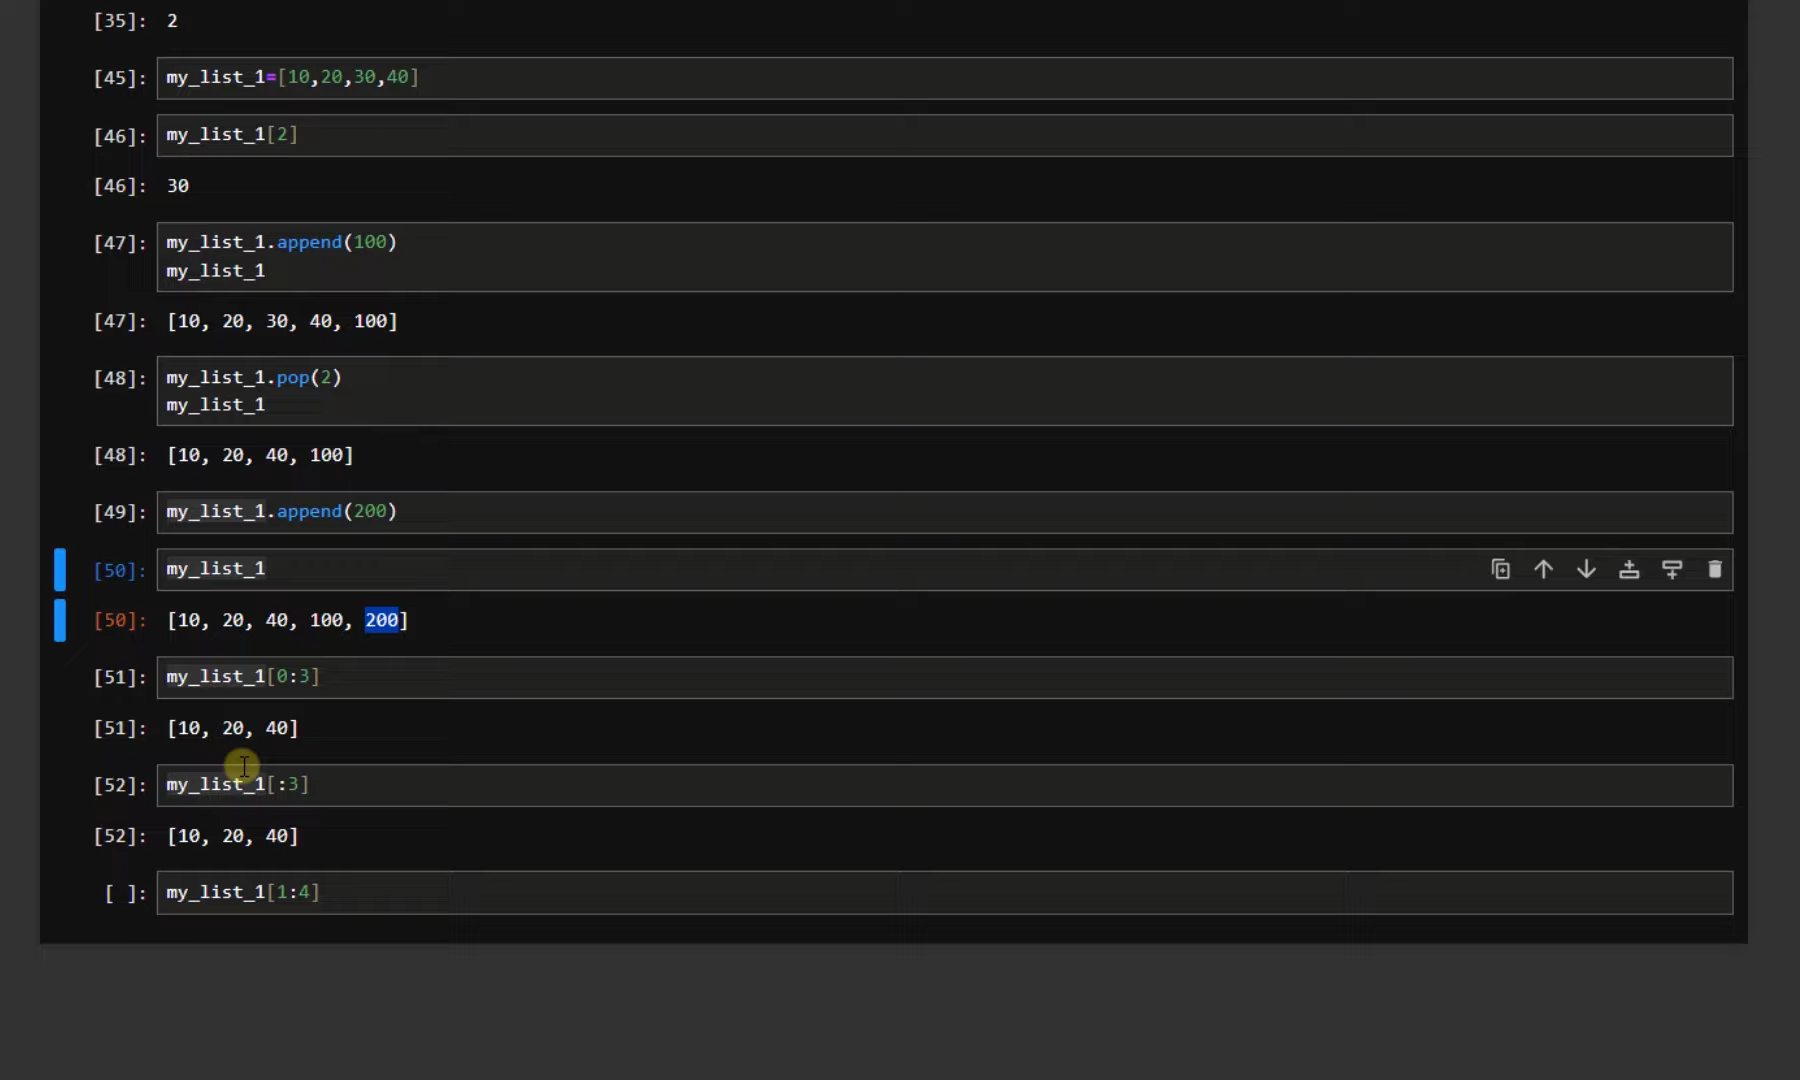 [35]: 2
[45]: my_list_1=[10,20,30,40]
[46]: my_list_1[2]
[46]: 30
[47]: my_list_1.append(100)
my_list_1
[47]: [10, 20, 30, 40, 100]
[48]: my_list_1.pop(2)
my_list_1
[48]: [10, 20, 40, 100]
[49]: my_list_1.append(200)
[50]: my_list_1
[50]: [10, 20, 40, 100, 200]
[51]: my_list_1[0:3]
[51]: [10, 20, 40]
[52]: my_list_1[:3]
[52]: [10, 20, 40]
[ ]: my_list_1[1:4]